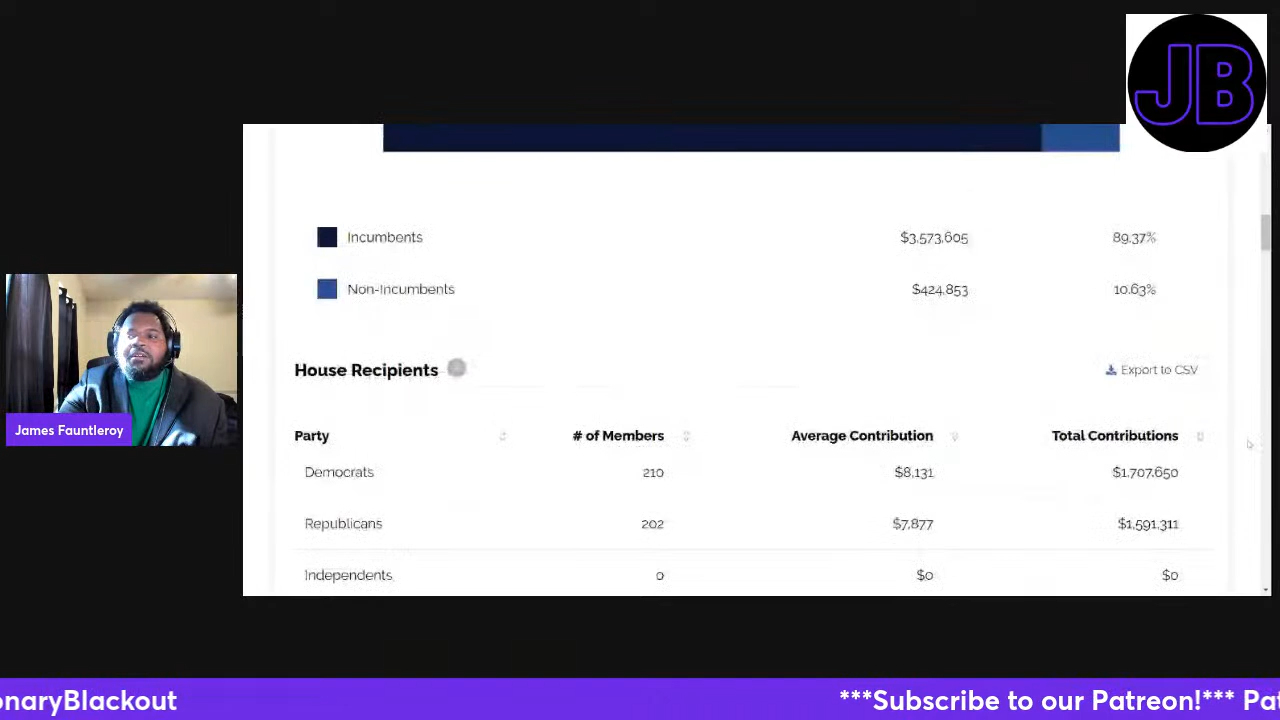 JB
Incumbents $3,573,605 89.37%
Non-Incumbents $424,853 10.63%
House Recipients Export to CSV
Party # of Members Average Contribution Total Contributions
Democrats 210 $8,131 $1,707,650
Republicans 202 $7,877 $1,591,311
Independents 0 $0 $0
James Fauntleroy
onaryBlackout ***Subscribe to our Patreon!*** Pat